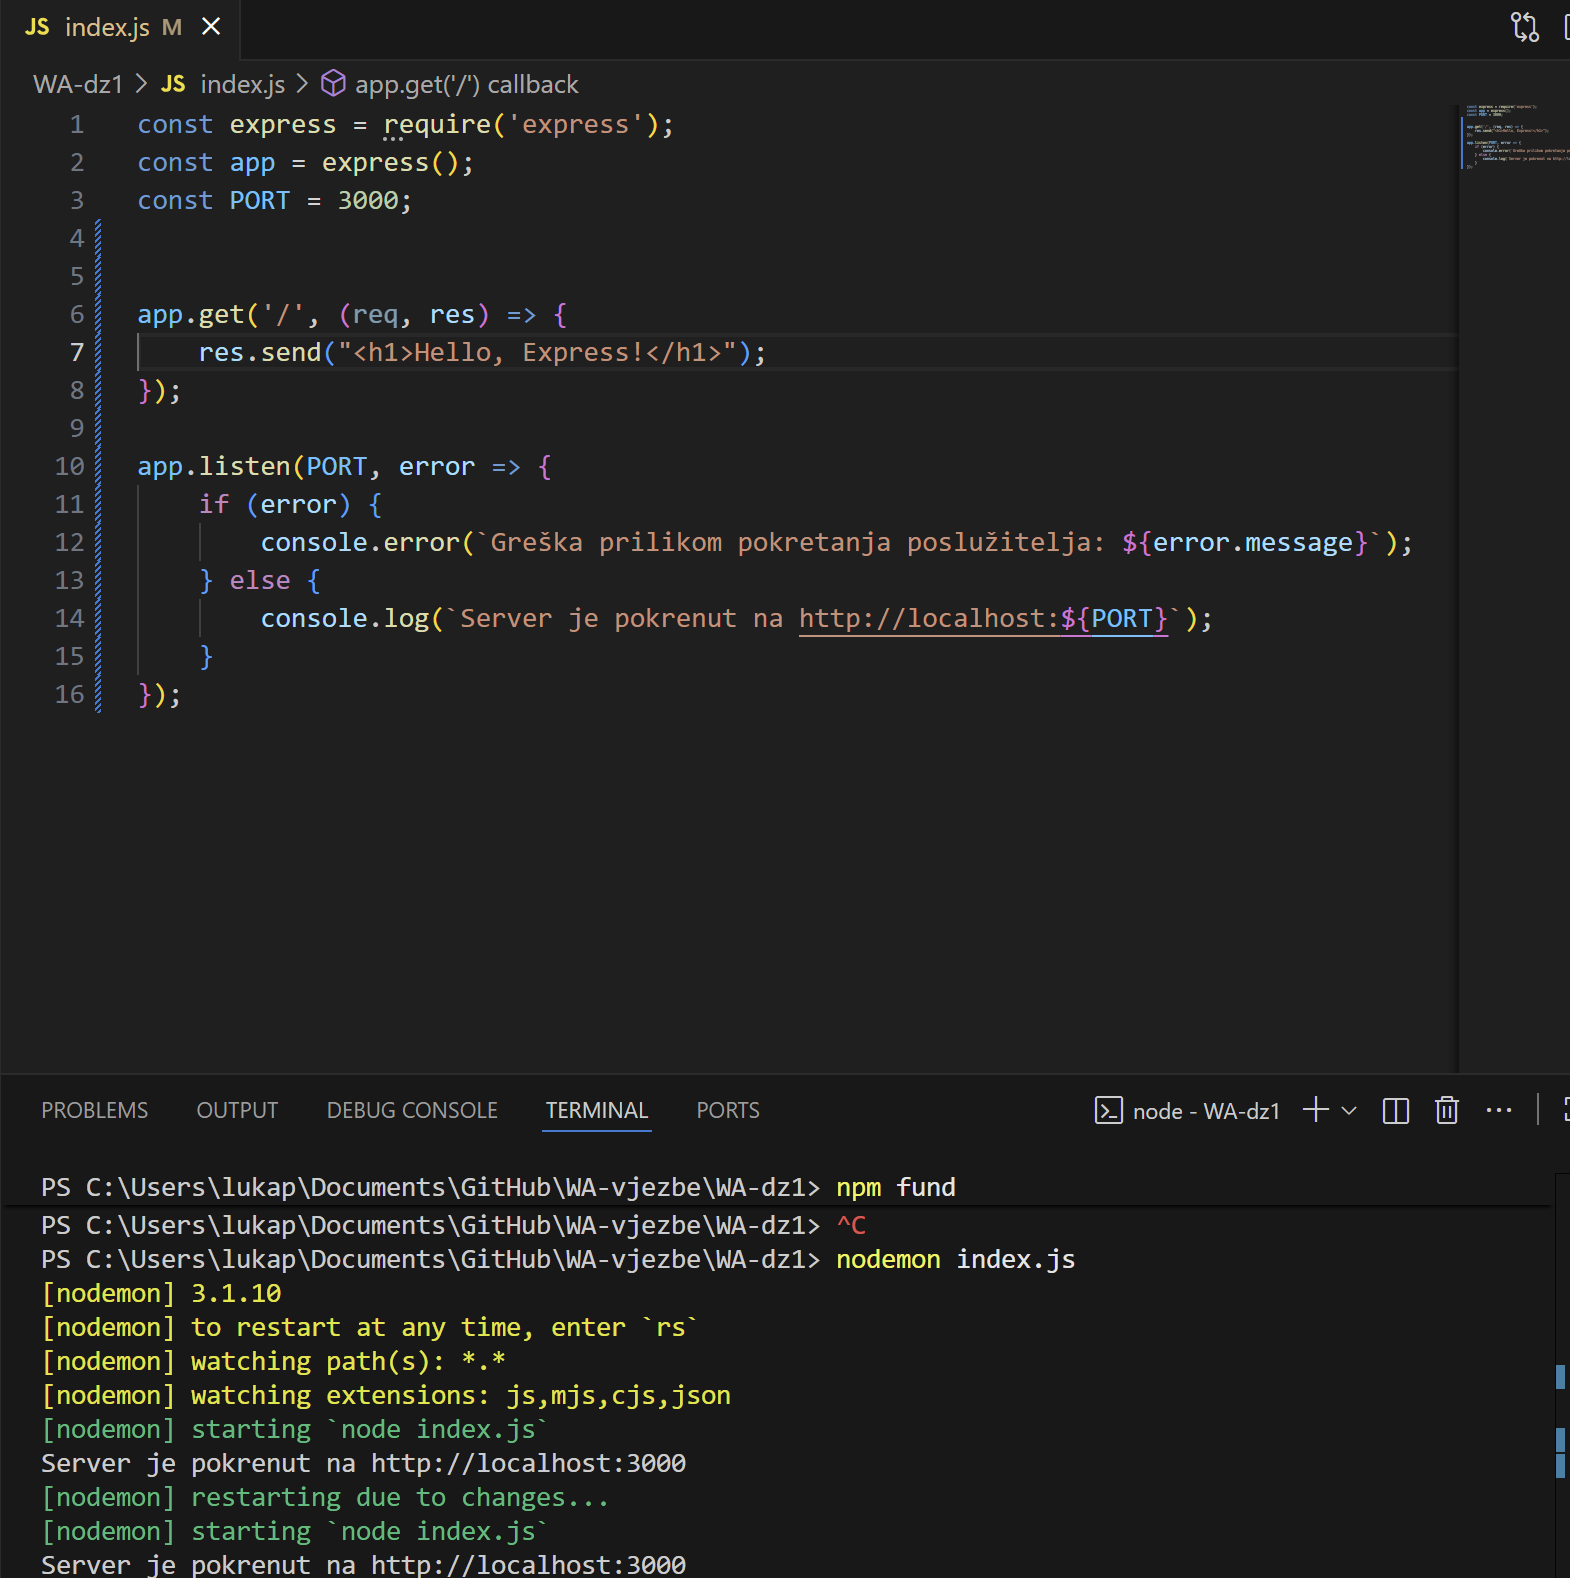 JS index.js M
WA-dz1 > JS index.js > app.get('/') callback
1 const express = require('express');
2 const app = express();
3 const PORT = 3000;
4
5
6 app.get('/', (req, res) => {
7     res.send("<h1>Hello, Express!</h1>");
8 });
9
10 app.listen(PORT, error => {
11     if (error) {
12         console.error(`Greška prilikom pokretanja poslužitelja: ${error.message}`);
13     } else {
14         console.log(`Server je pokrenut na http://localhost:${PORT}`);
15     }
16 });
PROBLEMS OUTPUT DEBUG CONSOLE TERMINAL PORTS node - WA-dz1
PS C:\Users\lukap\Documents\GitHub\WA-vjezbe\WA-dz1> npm fund
PS C:\Users\lukap\Documents\GitHub\WA-vjezbe\WA-dz1> ^C
PS C:\Users\lukap\Documents\GitHub\WA-vjezbe\WA-dz1> nodemon index.js
[nodemon] 3.1.10
[nodemon] to restart at any time, enter `rs`
[nodemon] watching path(s): *.*
[nodemon] watching extensions: js,mjs,cjs,json
[nodemon] starting `node index.js`
Server je pokrenut na http://localhost:3000
[nodemon] restarting due to changes...
[nodemon] starting `node index.js`
Server je pokrenut na http://localhost:3000